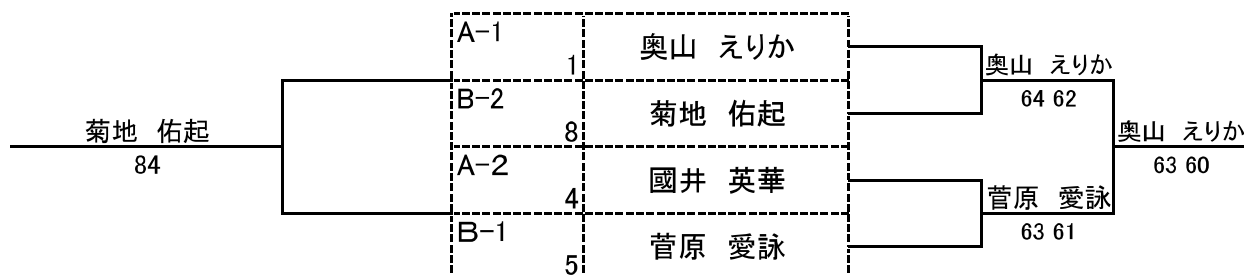 A-1
1
奥山　えりか
B-2
8
菊地　佑起
A-2
4
國井　英華
B-1
5
菅原　愛詠
菊地　佑起
84
奥山　えりか
64 62
菅原　愛詠
63 61
奥山　えりか
63 60